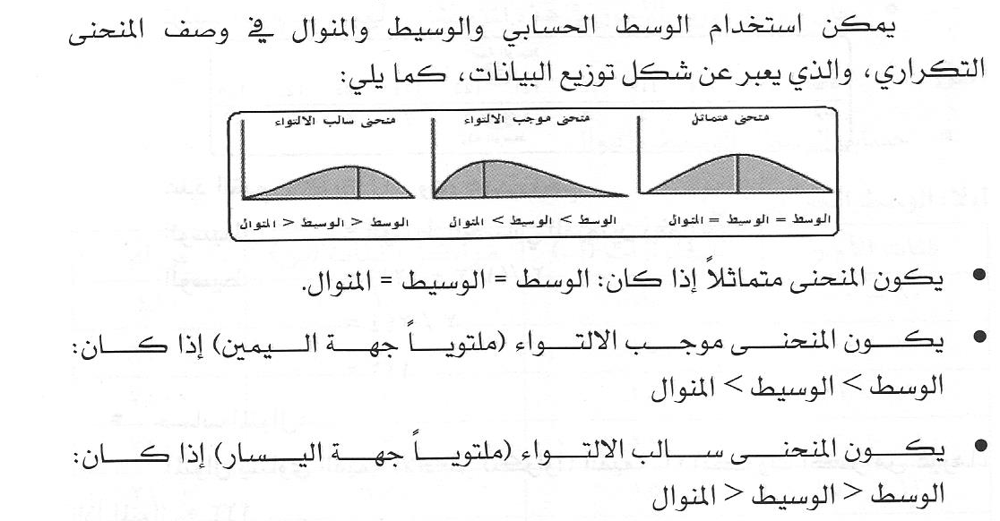 يمكن استخدام الوسط الحسابي والوسيط والمنوال في وصف المنحنى
التكراري، والذي يعبر عن شكل توزيع البيانات، كما يلي:
منحنى متماثل
منحنى موجب الالتواء
منحنى سالب الالتواء
الوسط = الوسيط = المنوال
الوسط > الوسيط > المنوال
الوسط < الوسيط < المنوال
• يكون المنحنى متماثلاً إذا كان: الوسط = الوسيط = المنوال.
• يكون المنحنى موجب الالتواء (ملتوياً جهة اليمين) إذا كان:
الوسط > الوسيط > المنوال
• يكون المنحنى سالب الالتواء (ملتوياً جهة اليسار) إذا كان:
الوسط < الوسيط < المنوال